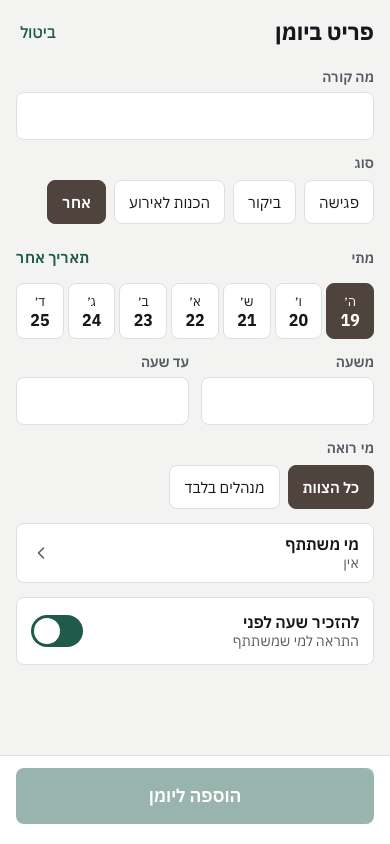 פריט ביומן
ביטול
מה קורה
סוג
פגישה
ביקור
הכנות לאירוע
אחר
מתי
תאריך אחר
ה׳ 19
ו׳ 20
ש׳ 21
א׳ 22
ב׳ 23
ג׳ 24
ד׳ 25
משעה
עד שעה
מי רואה
כל הצוות
מנהלים בלבד
מי משתתף
אין
להזכיר שעה לפני
התראה למי שמשתתף
הוספה ליומן